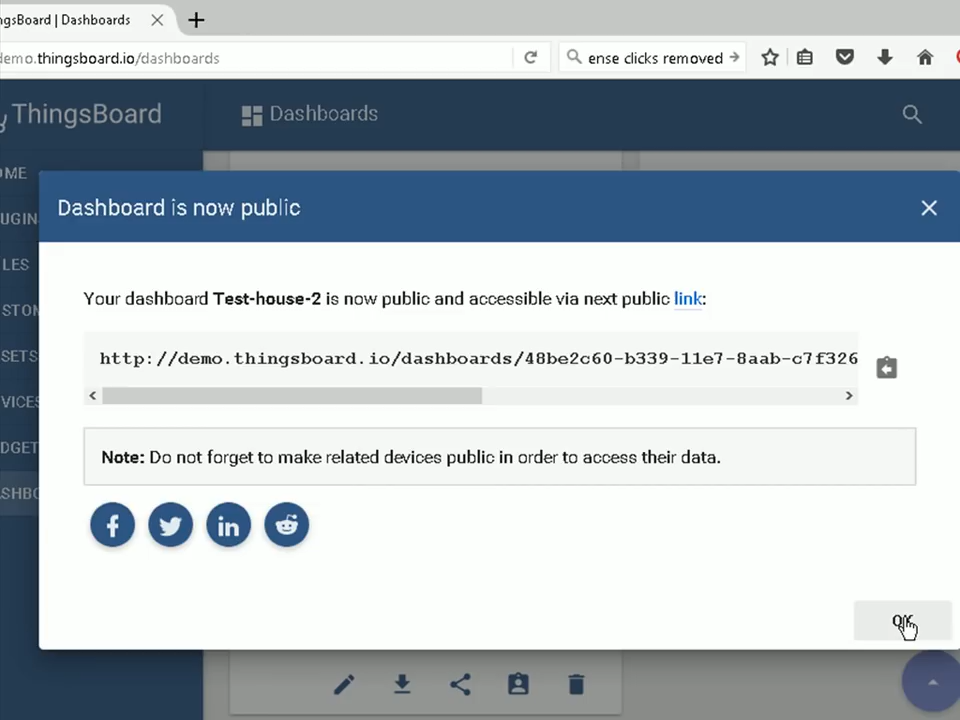 ngsBoard | Dashboards
demo.thingsboard.io/dashboards
ense clicks removed
ThingsBoard
Dashboards
OME
UGIN
LES
STOM
SETS
VICES
DGET
ASHBO
Dashboard is now public
Your dashboard Test-house-2 is now public and accessible via next public link:
http://demo.thingsboard.io/dashboards/48be2c60-b339-11e7-8aab-c7f326
Note: Do not forget to make related devices public in order to access their data.
OK